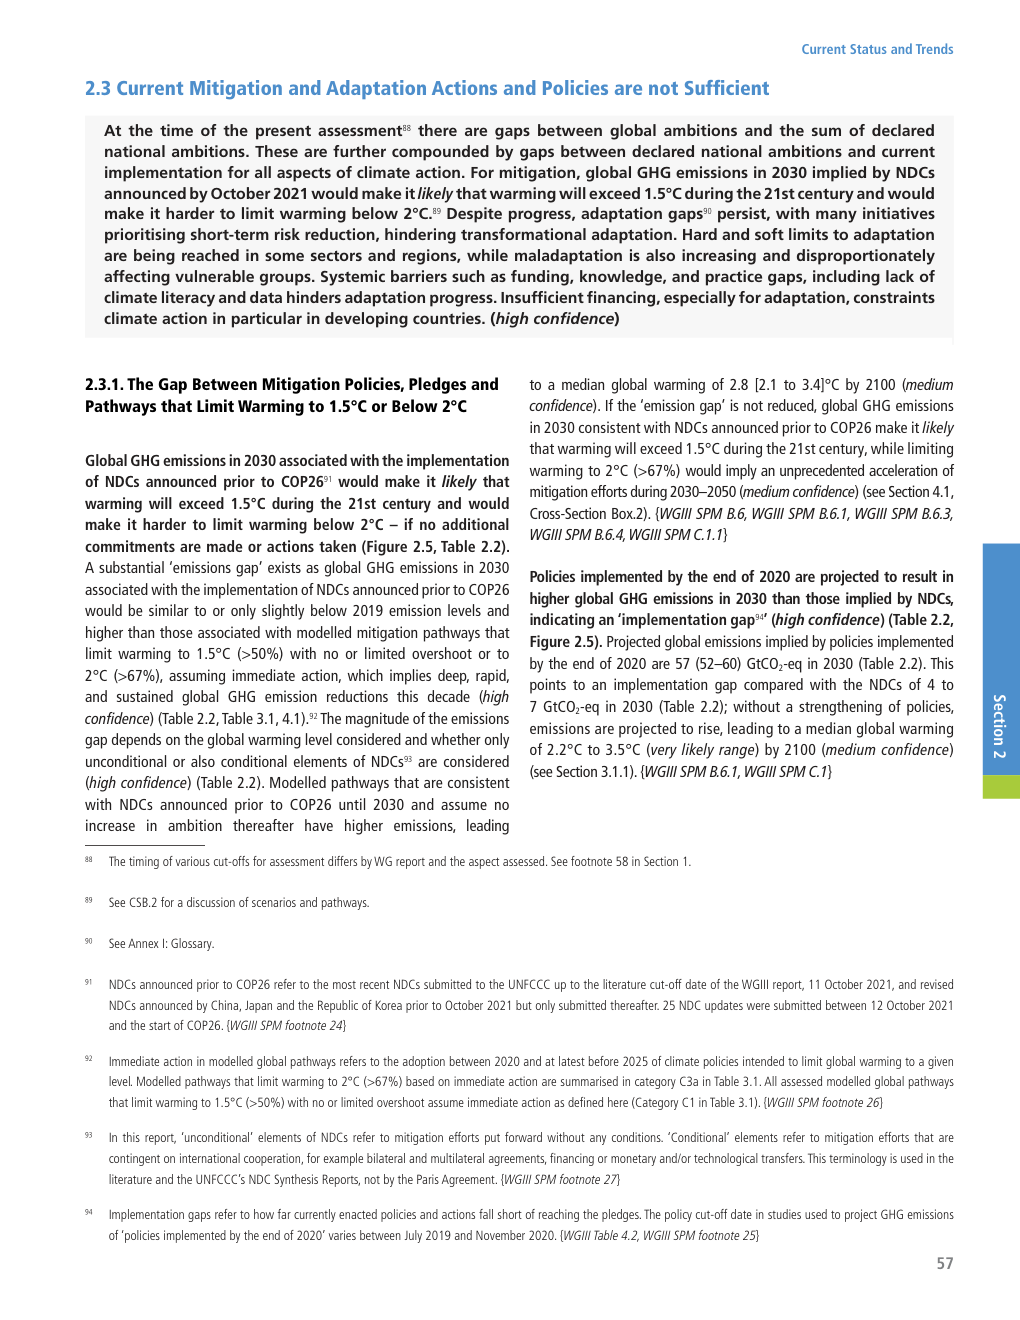 Current Status and Trends
2.3 Current Mitigation and Adaptation Actions and Policies are not Sufficient
At the time of the present assessment88 there are gaps between global ambitions and the sum of declared
national ambitions. These are further compounded by gaps between declared national ambitions and current
implementation for all aspects of climate action. For mitigation, global GHG emissions in 2030 implied by NDCs
announced by October 2021 would make it likely that warming will exceed 1.5°C during the 21st century and would
make it harder to limit warming below 2°C.89 Despite progress, adaptation gaps90 persist, with many initiatives
prioritising short-term risk reduction, hindering transformational adaptation. Hard and soft limits to adaptation
are being reached in some sectors and regions, while maladaptation is also increasing and disproportionately
affecting vulnerable groups. Systemic barriers such as funding, knowledge, and practice gaps, including lack of
climate literacy and data hinders adaptation progress. Insufficient financing, especially for adaptation, constraints
climate action in particular in developing countries. (high confidence)
2.3.1. The Gap Between Mitigation Policies, Pledges and
Pathways that Limit Warming to 1.5°C or Below 2°C
Global GHG emissions in 2030 associated with the implementation
of NDCs announced prior to COP2691 would make it likely that
warming will exceed 1.5°C during the 21st century and would
make it harder to limit warming below 2°C – if no additional
commitments are made or actions taken (Figure 2.5, Table 2.2).
A substantial ‘emissions gap’ exists as global GHG emissions in 2030
associated with the implementation of NDCs announced prior to COP26
would be similar to or only slightly below 2019 emission levels and
higher than those associated with modelled mitigation pathways that
limit warming to 1.5°C (>50%) with no or limited overshoot or to
2°C (>67%), assuming immediate action, which implies deep, rapid,
and sustained global GHG emission reductions this decade (high
confidence) (Table 2.2, Table 3.1, 4.1).92 The magnitude of the emissions
gap depends on the global warming level considered and whether only
unconditional or also conditional elements of NDCs93 are considered
(high confidence) (Table 2.2). Modelled pathways that are consistent
with NDCs announced prior to COP26 until 2030 and assume no
increase in ambition thereafter have higher emissions, leading
to a median global warming of 2.8 [2.1 to 3.4]°C by 2100 (medium
confidence). If the ‘emission gap’ is not reduced, global GHG emissions
in 2030 consistent with NDCs announced prior to COP26 make it likely
that warming will exceed 1.5°C during the 21st century, while limiting
warming to 2°C (>67%) would imply an unprecedented acceleration of
mitigation efforts during 2030–2050 (medium confidence) (see Section 4.1,
Cross-Section Box.2). {WGIII SPM B.6, WGIII SPM B.6.1, WGIII SPM B.6.3,
WGIII SPM B.6.4, WGIII SPM C.1.1}
Policies implemented by the end of 2020 are projected to result in
higher global GHG emissions in 2030 than those implied by NDCs,
indicating an ‘implementation gap94’ (high confidence) (Table 2.2,
Figure 2.5). Projected global emissions implied by policies implemented
by the end of 2020 are 57 (52–60) GtCO2-eq in 2030 (Table 2.2). This
points to an implementation gap compared with the NDCs of 4 to
7 GtCO2-eq in 2030 (Table 2.2); without a strengthening of policies,
emissions are projected to rise, leading to a median global warming
of 2.2°C to 3.5°C (very likely range) by 2100 (medium confidence)
(see Section 3.1.1). {WGIII SPM B.6.1, WGIII SPM C.1}
Section 2
88 The timing of various cut-offs for assessment differs by WG report and the aspect assessed. See footnote 58 in Section 1.
89 See CSB.2 for a discussion of scenarios and pathways.
90 See Annex I: Glossary.
91 NDCs announced prior to COP26 refer to the most recent NDCs submitted to the UNFCCC up to the literature cut-off date of the WGIII report, 11 October 2021, and revised
NDCs announced by China, Japan and the Republic of Korea prior to October 2021 but only submitted thereafter. 25 NDC updates were submitted between 12 October 2021
and the start of COP26. {WGIII SPM footnote 24}
92 Immediate action in modelled global pathways refers to the adoption between 2020 and at latest before 2025 of climate policies intended to limit global warming to a given
level. Modelled pathways that limit warming to 2°C (>67%) based on immediate action are summarised in category C3a in Table 3.1. All assessed modelled global pathways
that limit warming to 1.5°C (>50%) with no or limited overshoot assume immediate action as defined here (Category C1 in Table 3.1). {WGIII SPM footnote 26}
93 In this report, ‘unconditional’ elements of NDCs refer to mitigation efforts put forward without any conditions. ‘Conditional’ elements refer to mitigation efforts that are
contingent on international cooperation, for example bilateral and multilateral agreements, financing or monetary and/or technological transfers. This terminology is used in the
literature and the UNFCCC’s NDC Synthesis Reports, not by the Paris Agreement. {WGIII SPM footnote 27}
94 Implementation gaps refer to how far currently enacted policies and actions fall short of reaching the pledges. The policy cut-off date in studies used to project GHG emissions
of ‘policies implemented by the end of 2020’ varies between July 2019 and November 2020. {WGIII Table 4.2, WGIII SPM footnote 25}
57